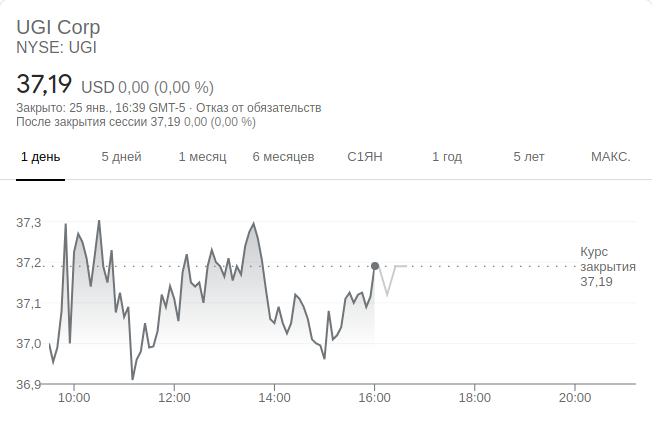 UGI Corp
NYSE: UGI
37,19 USD 0,00 (0,00 %)
Закрыто: 25 янв., 16:39 GMT-5 · Отказ от обязательств
После закрытия сессии 37,19 0,00 (0,00 %)
1 день 5 дней 1 месяц 6 месяцев С1ЯН 1 год 5 лет МАКС.
37,3
37,2
37,1
37,0
36,9
Курс
закрытия
37,19
10:00 12:00 14:00 16:00 18:00 20:00